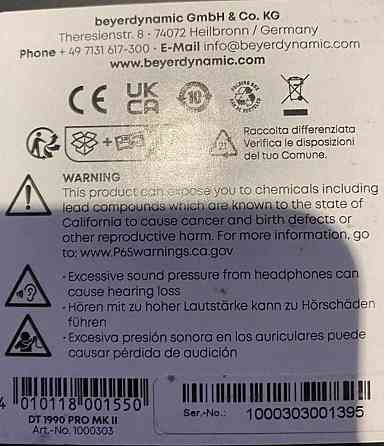 beyerdynamic GmbH & Co. KG
Theresienstr. 8 · 74072 Heilbronn / Germany
Phone + 49 7131 617-300 · E-Mail info@beyerdynamic.com
www.beyerdynamic.com
CE UK
CA 10
21 Raccolta differenziata
Verifica le disposizioni
del tuo Comune.
WARNING
This product can expose you to chemicals including
lead compounds which are known to the state of
California to cause cancer and birth defects or
other reproductive harm. For more information, go
to: www.P65warnings.ca.gov
· Excessive sound pressure from headphones can
cause hearing loss
· Hören mit zu hoher Lautstärke kann zu Hörschäden
führen
· Excesiva presión sonora en los auriculares puede
causar pérdida de audición
4 010118 001550
DT 1990 PRO MK II
Art.-No. 1000303
Ser.-No.: 1000303001395